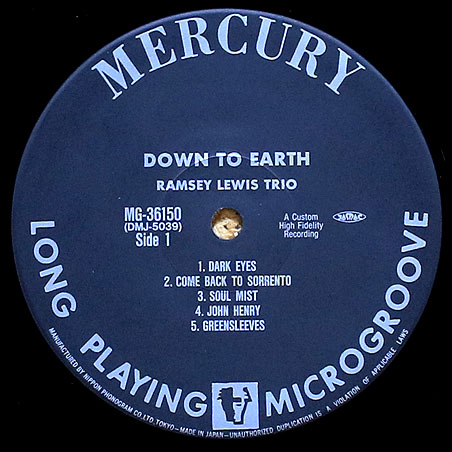 MERCURY
DOWN TO EARTH
RAMSEY LEWIS TRIO
MG-36150
(DMJ-5039)
Side 1
A Custom
High Fidelity
Recording
1. DARK EYES
2. COME BACK TO SORRENTO
3. SOUL MIST
4. JOHN HENRY
5. GREENSLEEVES
LONG PLAYING MICROGROOVE
MANUFACTURED BY NIPPON PHONOGRAM CO., LTD., TOKYO-MADE IN JAPAN-UNAUTHORIZED DUPLICATION IS A VIOLATION OF APPLICABLE LAWS